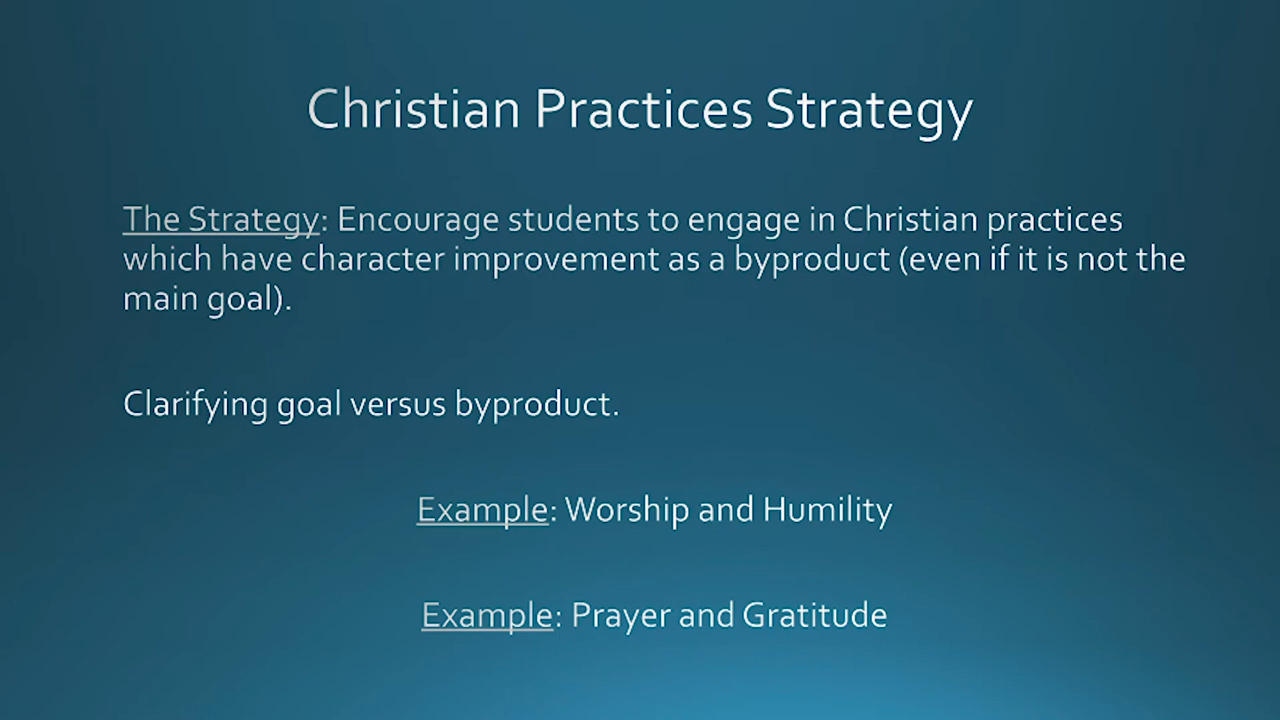 Christian Practices Strategy
The Strategy: Encourage students to engage in Christian practices
which have character improvement as a byproduct (even if it is not the
main goal).
Clarifying goal versus byproduct.
Example: Worship and Humility
Example: Prayer and Gratitude